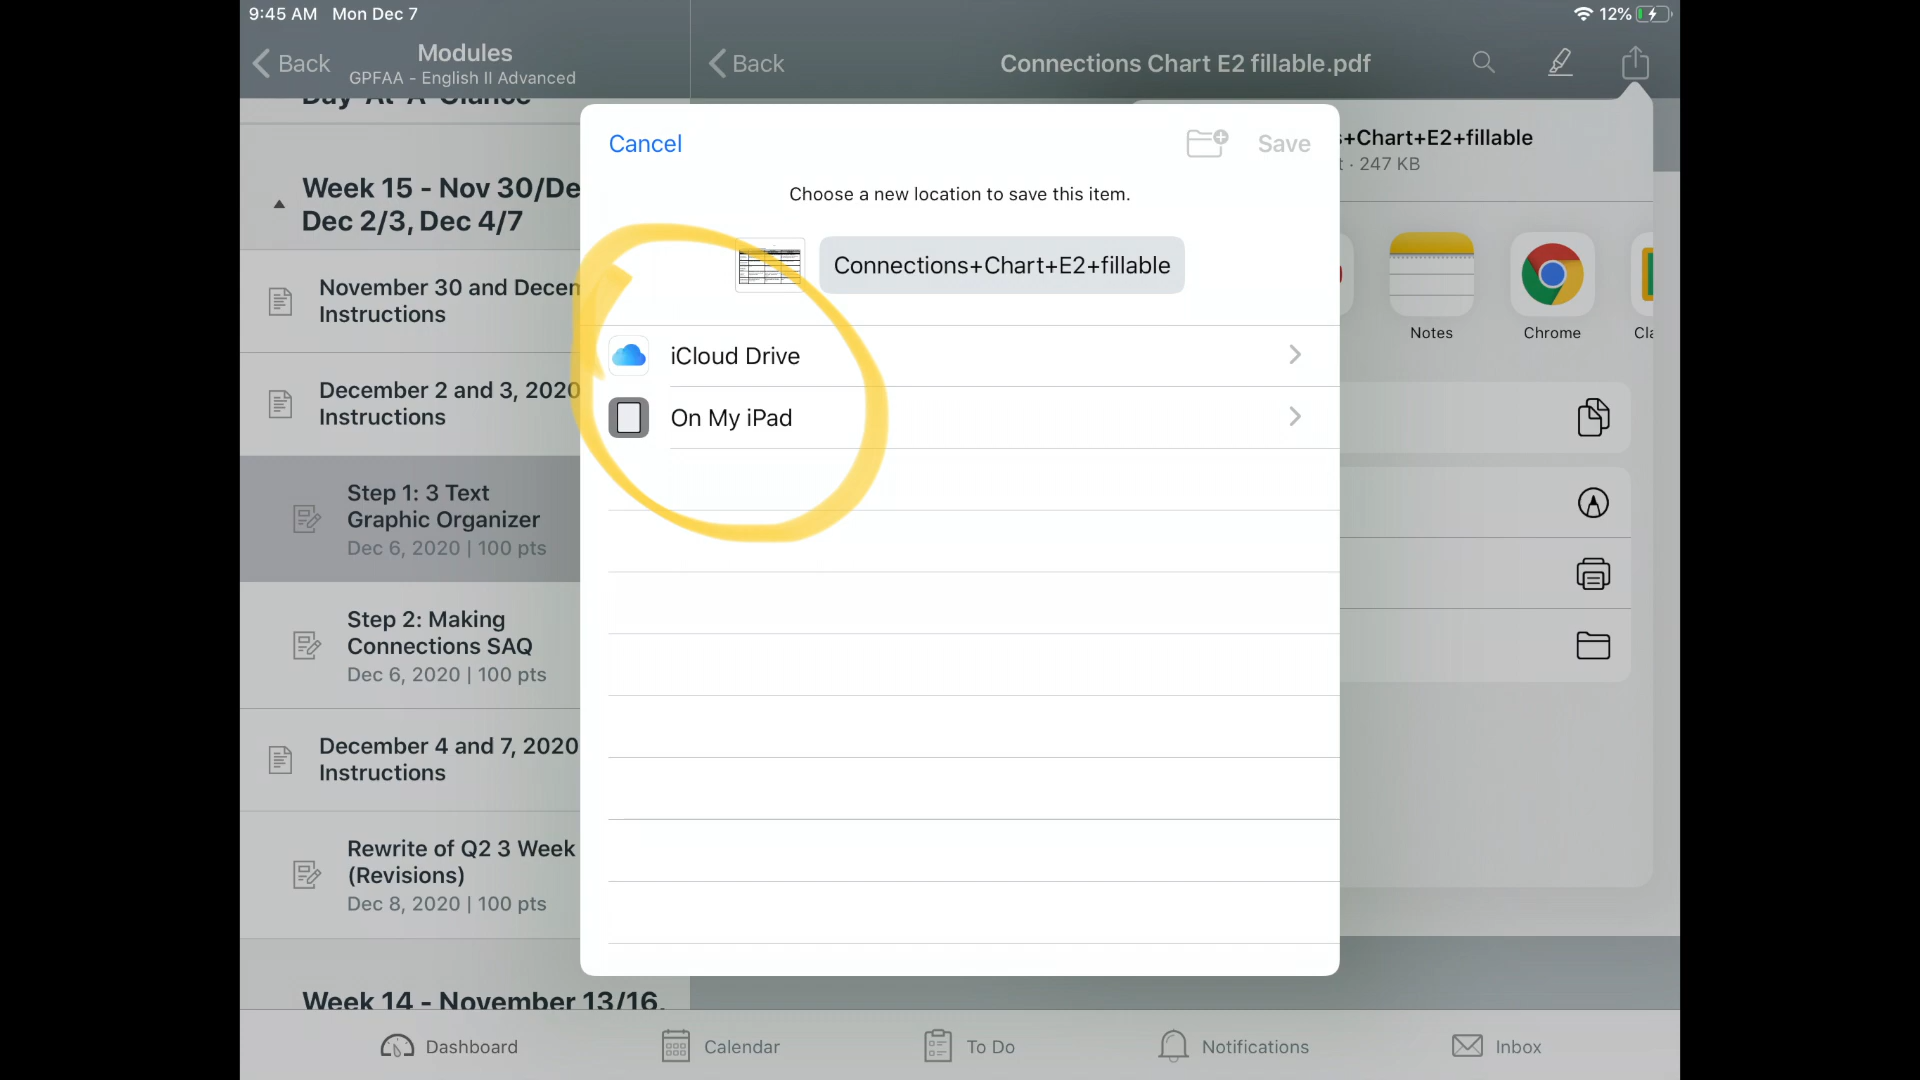 9:45 AM Mon Dec 7
12%
Back
Modules
GPFAA - English II Advanced
Back
Connections Chart E2 fillable.pdf
Day-At-A-Glance
Week 15 - Nov 30/De
Dec 2/3, Dec 4/7
November 30 and Decem
Instructions
December 2 and 3, 2020
Instructions
Step 1: 3 Text
Graphic Organizer
Dec 6, 2020 | 100 pts
Step 2: Making
Connections SAQ
Dec 6, 2020 | 100 pts
December 4 and 7, 2020
Instructions
Rewrite of Q2 3 Week
(Revisions)
Dec 8, 2020 | 100 pts
Week 14 - November 13/16,
Cancel
Save
Choose a new location to save this item.
Connections+Chart+E2+fillable
iCloud Drive
On My iPad
+Chart+E2+fillable
· 247 KB
Notes
Chrome
Cla
Dashboard
Calendar
To Do
Notifications
Inbox